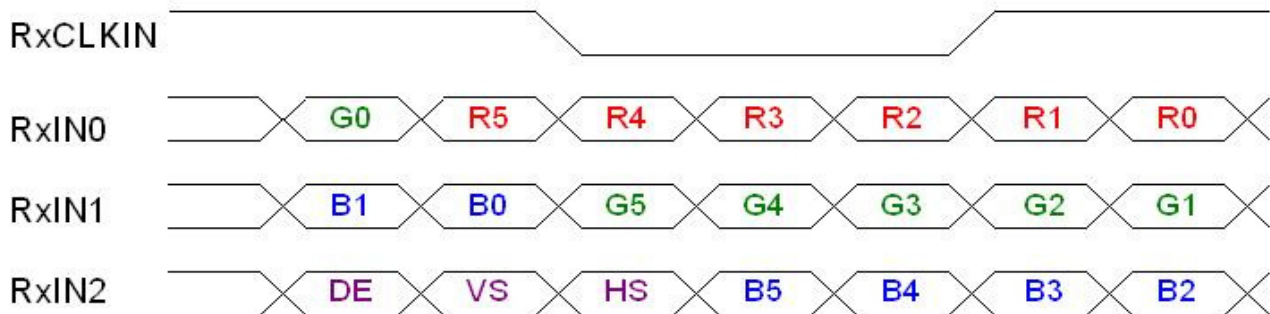 RxCLKIN
RxIN0 G0 R5 R4 R3 R2 R1 R0
RxIN1 B1 B0 G5 G4 G3 G2 G1
RxIN2 DE VS HS B5 B4 B3 B2